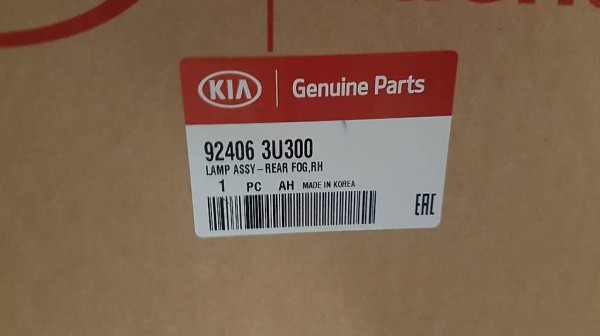 KIA Genuine Parts
92406 3U300
LAMP ASSY-REAR FOG,RH
1 PC AH MADE IN KOREA
EAC